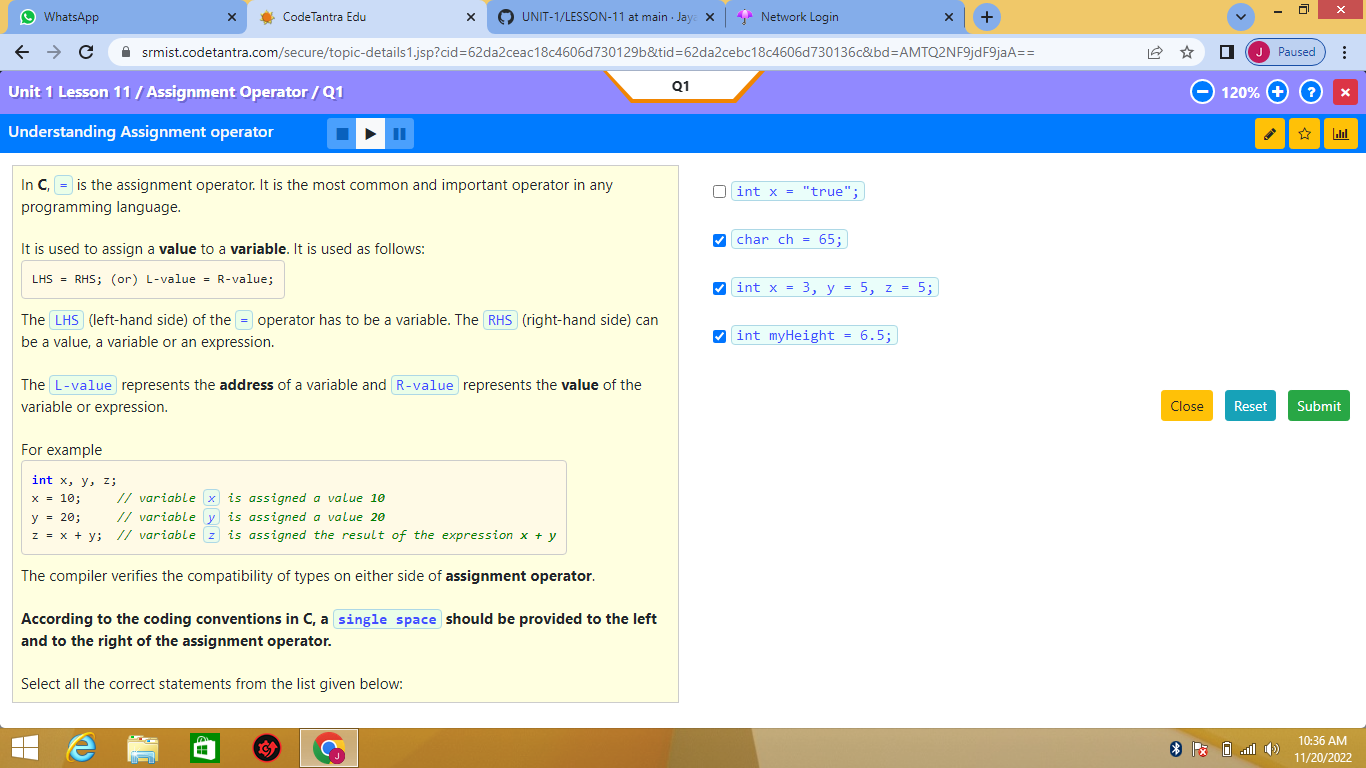 WhatsApp
CodeTantra Edu
UNIT-1/LESSON-11 at main · Jaya
Network Login
srmist.codetantra.com/secure/topic-details1.jsp?cid=62da2ceac18c4606d730129b&tid=62da2cebc18c4606d730136c&bd=AMTQ2NF9jdF9jaA==
J Paused
Unit 1 Lesson 11 / Assignment Operator / Q1
Q1
120%
?
Understanding Assignment operator
In C, = is the assignment operator. It is the most common and important operator in any
programming language.
It is used to assign a value to a variable. It is used as follows:
LHS = RHS; (or) L-value = R-value;
The LHS (left-hand side) of the = operator has to be a variable. The RHS (right-hand side) can
be a value, a variable or an expression.
The L-value represents the address of a variable and R-value represents the value of the
variable or expression.
For example
int x, y, z;
x = 10; // variable x is assigned a value 10
y = 20; // variable y is assigned a value 20
z = x + y; // variable z is assigned the result of the expression x + y
The compiler verifies the compatibility of types on either side of assignment operator.
According to the coding conventions in C, a single space should be provided to the left
and to the right of the assignment operator.
Select all the correct statements from the list given below:
int x = "true";
char ch = 65;
int x = 3, y = 5, z = 5;
int myHeight = 6.5;
Close
Reset
Submit
J
10:36 AM
11/20/2022